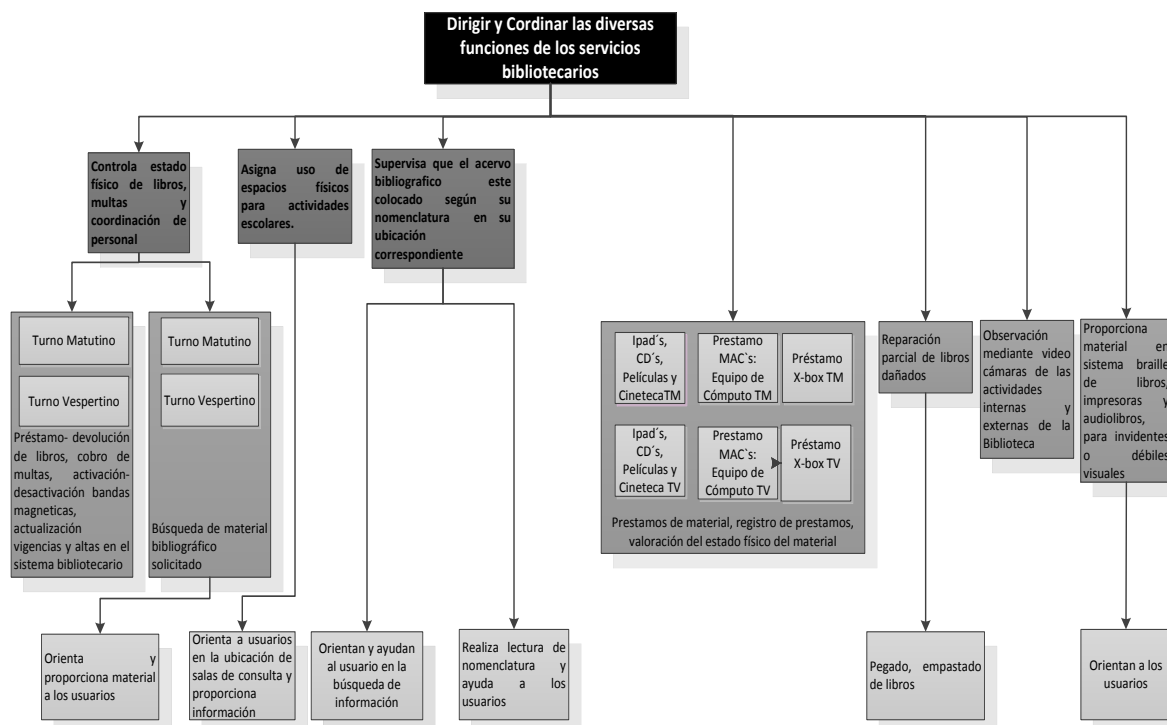 Dirigir y Cordinar las diversas
funciones de los servicios
bibliotecarios
Controla estado
físico de libros,
multas y
coordinación de
personal
Asigna uso de
espacios físicos
para actividades
escolares.
Supervisa que el acervo
bibliografico este
colocado según su
nomenclatura en su
ubicación
correspondiente
Turno Matutino
Turno Vespertino
Préstamo- devolución
de libros, cobro de
multas, activación-
desactivación bandas
magneticas,
actualización
vigencias y altas en el
sistema bibliotecario
Turno Matutino
Turno Vespertino
Búsqueda de material
bibliográfico
solicitado
Ipad´s,
CD´s,
Películas y
CinetecaTM
Prestamo
MAC`s:
Equipo de
Cómputo TM
Préstamo
X-box TM
Ipad´s,
CD´s,
Películas y
Cineteca TV
Prestamo
MAC`s:
Equipo de
Cómputo TV
Préstamo
X-box TV
Prestamos de material, registro de prestamos,
valoración del estado físico del material
Reparación
parcial de libros
dañados
Observación
mediante video
cámaras de las
actividades
internas y
externas de la
Biblioteca
Proporciona
material en
sistema braille
de libros,
impresoras y
audiolibros,
para invidentes
o débiles
visuales
Orienta y
proporciona material
a los usuarios
Orienta a usuarios
en la ubicación de
salas de consulta y
proporciona
información
Orientan y ayudan
al usuario en la
búsqueda de
información
Realiza lectura de
nomenclatura y
ayuda a los
usuarios
Pegado, empastado
de libros
Orientan a los
usuarios